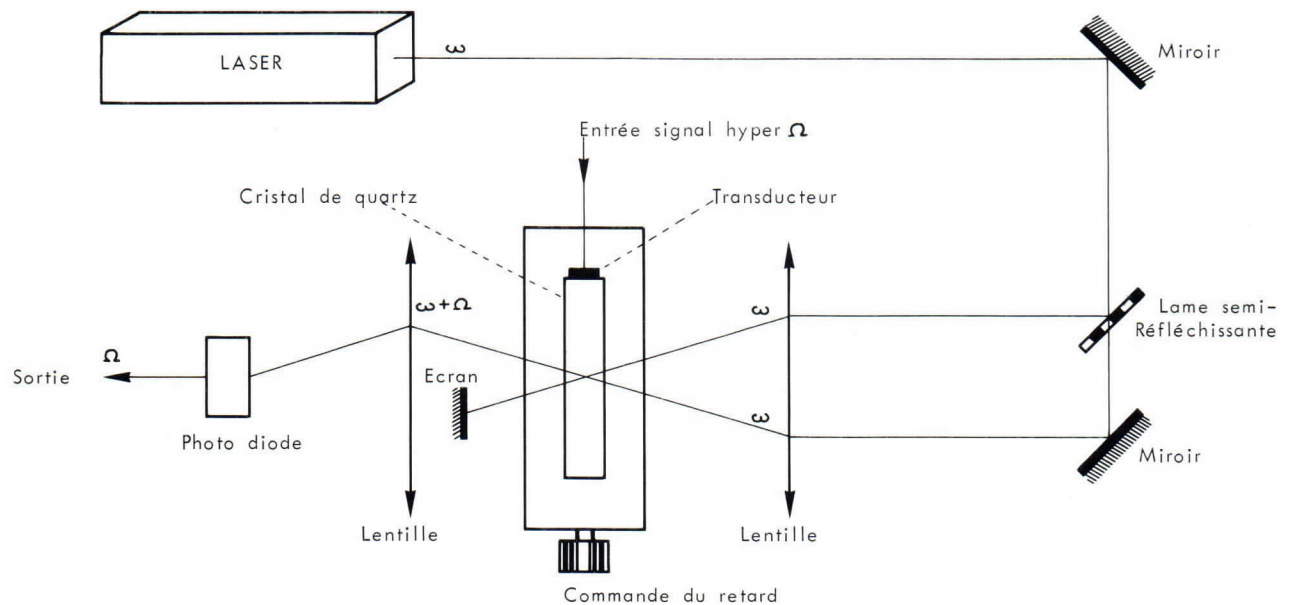 ω
LASER
Miroir
Entrée signal hyper Ω
Cristal de quartz
Transducteur
ω+Ω
ω
Lame semi-
Réfléchissante
Ω
Sortie
Ecran
ω
Photo diode
Miroir
Lentille
Lentille
Commande du retard